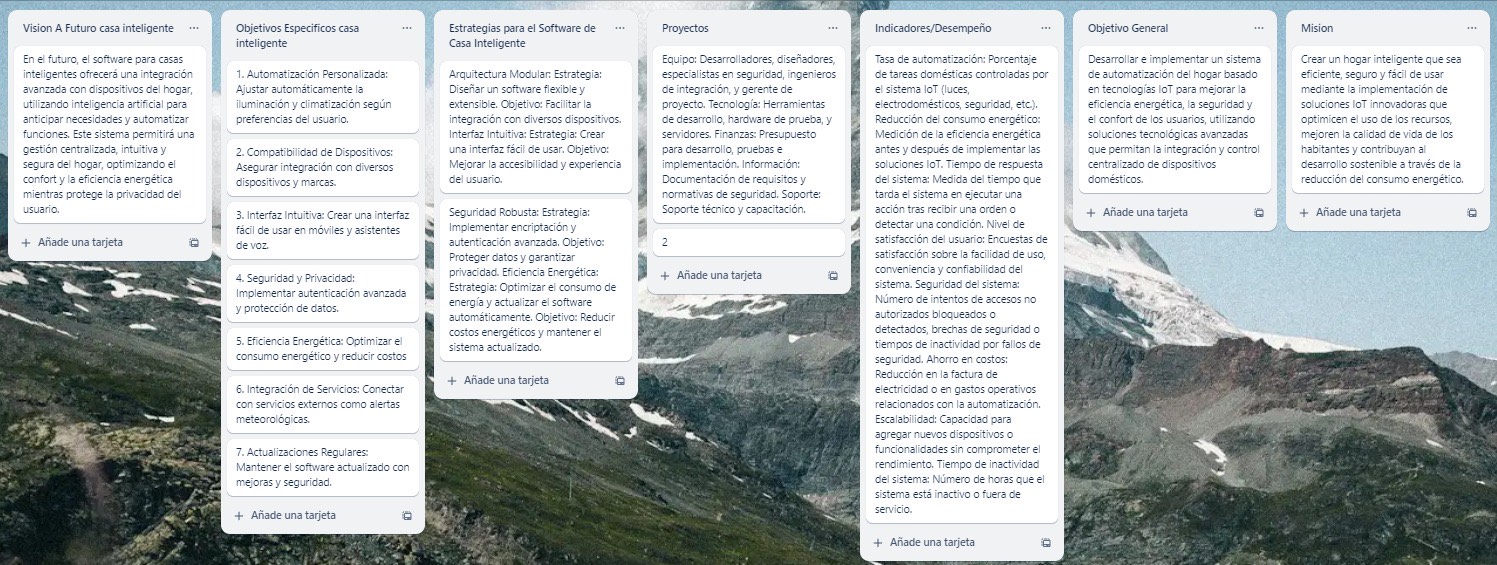 Vision A Futuro casa inteligente
En el futuro, el software para casas
inteligentes ofrecerá una integración
avanzada con dispositivos del hogar,
utilizando inteligencia artificial para
anticipar necesidades y automatizar
funciones. Este sistema permitirá una
gestión centralizada, intuitiva y
segura del hogar, optimizando el
confort y la eficiencia energética
mientras protege la privacidad del
usuario.
Añade una tarjeta
Objetivos Especificos casa
inteligente
1. Automatización Personalizada:
Ajustar automáticamente la
iluminación y climatización según
preferencias del usuario.
2. Compatibilidad de Dispositivos:
Asegurar integración con diversos
dispositivos y marcas.
3. Interfaz Intuitiva: Crear una interfaz
fácil de usar en móviles y asistentes
de voz.
4. Seguridad y Privacidad:
Implementar autenticación avanzada
y protección de datos.
5. Eficiencia Energética: Optimizar el
consumo energético y reducir costos
6. Integración de Servicios: Conectar
con servicios externos como alertas
meteorológicas.
7. Actualizaciones Regulares:
Mantener el software actualizado con
mejoras y seguridad.
Añade una tarjeta
Estrategias para el Software de
Casa Inteligente
Arquitectura Modular: Estrategia:
Diseñar un software flexible y
extensible. Objetivo: Facilitar la
integración con diversos dispositivos.
Interfaz Intuitiva: Estrategia: Crear
una interfaz fácil de usar. Objetivo:
Mejorar la accesibilidad y experiencia
del usuario.
Seguridad Robusta: Estrategia:
Implementar encriptación y
autenticación avanzada. Objetivo:
Proteger datos y garantizar
privacidad. Eficiencia Energética:
Estrategia: Optimizar el consumo de
energía y actualizar el software
automáticamente. Objetivo: Reducir
costos energéticos y mantener el
sistema actualizado.
Añade una tarjeta
Proyectos
Equipo: Desarrolladores, diseñadores,
especialistas en seguridad, ingenieros
de integración, y gerente de
proyecto. Tecnología: Herramientas
de desarrollo, hardware de prueba, y
servidores. Finanzas: Presupuesto
para desarrollo, pruebas e
implementación. Información:
Documentación de requisitos y
normativas de seguridad. Soporte:
Soporte técnico y capacitación.
2
Añade una tarjeta
Indicadores/Desempeño
Tasa de automatización: Porcentaje
de tareas domésticas controladas por
el sistema IoT (luces,
electrodomésticos, seguridad, etc.).
Reducción del consumo energético:
Medición de la eficiencia energética
antes y después de implementar las
soluciones IoT. Tiempo de respuesta
del sistema: Medida del tiempo que
tarda el sistema en ejecutar una
acción tras recibir una orden o
detectar una condición. Nivel de
satisfacción del usuario: Encuestas de
satisfacción sobre la facilidad de uso,
conveniencia y confiabilidad del
sistema. Seguridad del sistema:
Número de intentos de accesos no
autorizados bloqueados o
detectados, brechas de seguridad o
tiempos de inactividad por fallos de
seguridad. Ahorro en costos:
Reducción en la factura de
electricidad o en gastos operativos
relacionados con la automatización.
Escalabilidad: Capacidad para
agregar nuevos dispositivos o
funcionalidades sin comprometer el
rendimiento. Tiempo de inactividad
del sistema: Número de horas que el
sistema está inactivo o fuera de
servicio.
Añade una tarjeta
Objetivo General
Desarrollar e implementar un sistema
de automatización del hogar basado
en tecnologías IoT para mejorar la
eficiencia energética, la seguridad y
el confort de los usuarios, utilizando
soluciones tecnológicas avanzadas
que permitan la integración y control
centralizado de dispositivos
domésticos.
Añade una tarjeta
Mision
Crear un hogar inteligente que sea
eficiente, seguro y fácil de usar
mediante la implementación de
soluciones IoT innovadoras que
optimicen el uso de los recursos,
mejoren la calidad de vida de los
habitantes y contribuyan al
desarrollo sostenible a través de la
reducción del consumo energético.
Añade una tarjeta